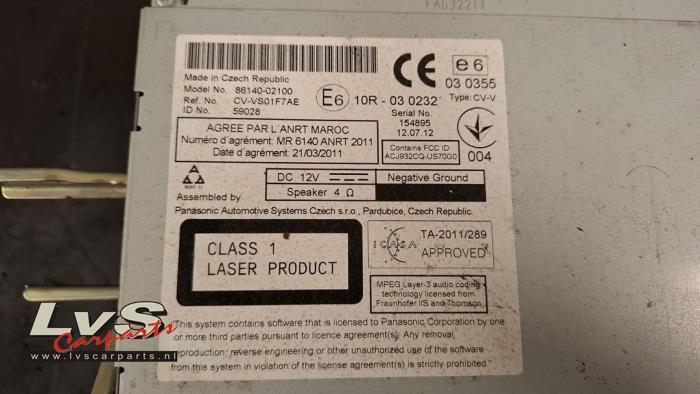 FA032211
Made in Czech Republic
Model No. 86140-02100
Ref. No. CV-VS01F7AE
ID No. 59028
E6 10R - 03 0232
CE
e6
03 0355
Type: CV-V
Serial No.
154895
12.07.12
AGREE PAR L'ANRT MAROC
Numéro d'agrément: MR 6140 ANRT 2011
Date d'agrément: 21/03/2011
Contains FCC ID
ACJ932CQ-US70G0
004
DC 12V
Negative Ground
Speaker 4 Ω
Assembled by
Panasonic Automotive Systems Czech s.r.o., Pardubice, Czech Republic.
CLASS 1
LASER PRODUCT
ICASA
TA-2011/289
APPROVED
MPEG Layer-3 audio coding
technology licensed from
Fraunhofer IIS and Thomson.
This system contains software that is licensed to Panasonic Corporation by one
or more third parties pursuant to licence agreement(s). Any removal,
reproduction, reverse engineering or other unauthorized use of the software
from this system in violation of the license agreement(s) is strictly prohibited.
LvS
Carparts
www.lvscarparts.nl